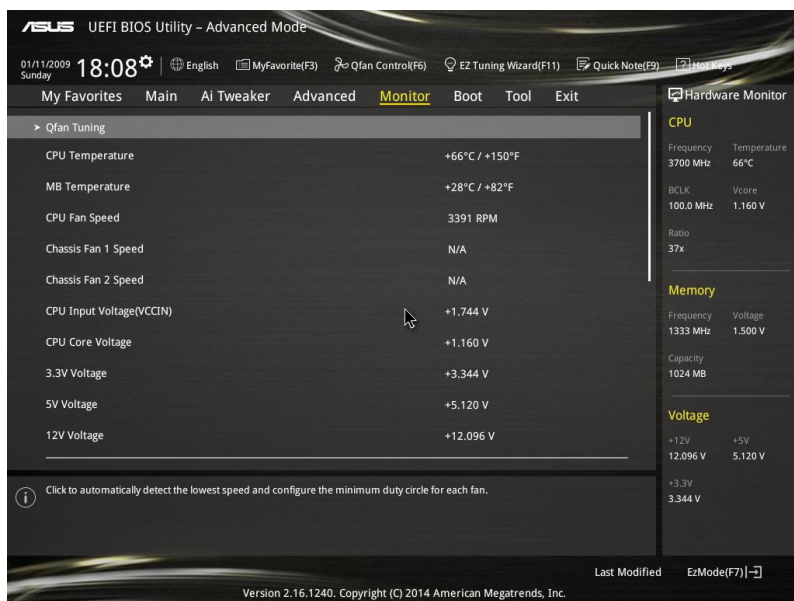 ASUS UEFI BIOS Utility – Advanced Mode
01/11/2009
Sunday
18:08
English MyFavorite(F3) Qfan Control(F6) EZ Tuning Wizard(F11) Quick Note(F9) ? Hot Keys
My Favorites Main Ai Tweaker Advanced Monitor Boot Tool Exit
Hardware Monitor
> Qfan Tuning
CPU Temperature +66°C / +150°F
MB Temperature +28°C / +82°F
CPU Fan Speed 3391 RPM
Chassis Fan 1 Speed N/A
Chassis Fan 2 Speed N/A
CPU Input Voltage(VCCIN) +1.744 V
CPU Core Voltage +1.160 V
3.3V Voltage +3.344 V
5V Voltage +5.120 V
12V Voltage +12.096 V
CPU
Frequency Temperature
3700 MHz 66°C
BCLK Vcore
100.0 MHz 1.160 V
Ratio
37x
Memory
Frequency Voltage
1333 MHz 1.500 V
Capacity
1024 MB
Voltage
+12V +5V
12.096 V 5.120 V
+3.3V
3.344 V
i Click to automatically detect the lowest speed and configure the minimum duty circle for each fan.
Last Modified EzMode(F7)
Version 2.16.1240. Copyright (C) 2014 American Megatrends, Inc.